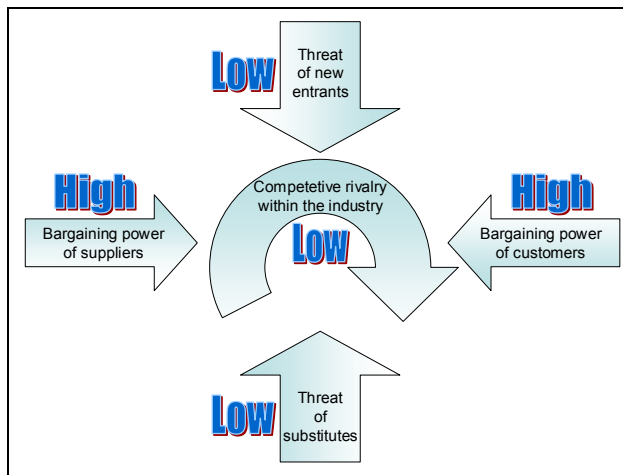 Low
Threat
of new
entrants
High
Bargaining power
of suppliers
Competetive rivalry
within the industry
Low
High
Bargaining power
of customers
Low
Threat
of
substitutes